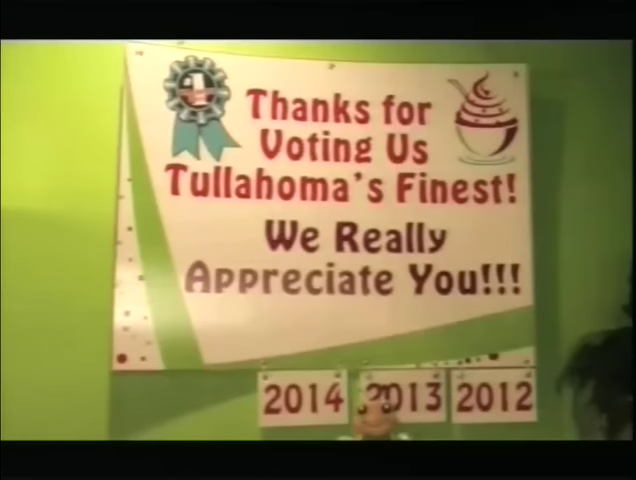 Thanks for
Voting Us
Tullahoma's Finest!
We Really
Appreciate You!!!
2014 2013 2012